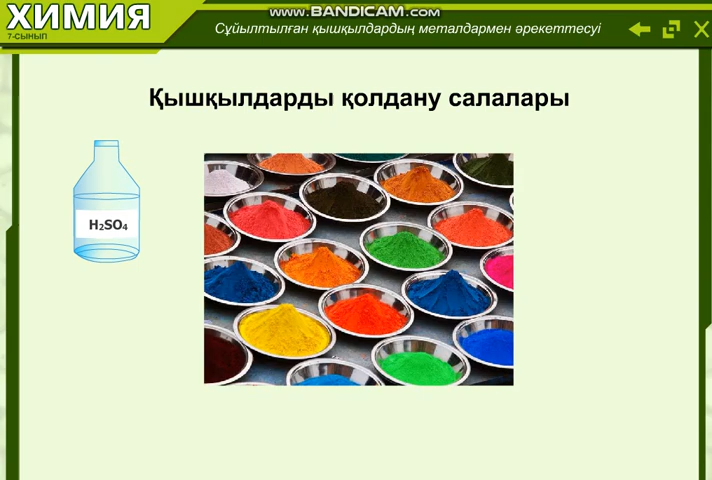 ХИМИЯ
7-СЫНЫП
www.BANDICAM.com
Сұйылтылған қышқылдардың металдармен әрекеттесуі
Қышқылдарды қолдану салалары
H₂SO₄